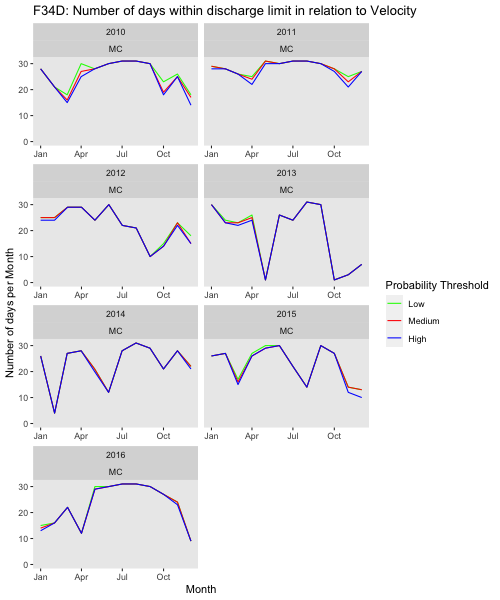 F34D: Number of days within discharge limit in relation to Velocity
2010
MC
2011
MC
30
20
10
0
Jan Apr Jul Oct
Jan Apr Jul Oct
2012
MC
2013
MC
30
20
10
0
Jan Apr Jul Oct
Jan Apr Jul Oct
2014
MC
2015
MC
30
20
10
0
Jan Apr Jul Oct
Jan Apr Jul Oct
2016
MC
30
20
10
0
Jan Apr Jul Oct
Month
Number of days per Month
Probability Threshold
Low
Medium
High